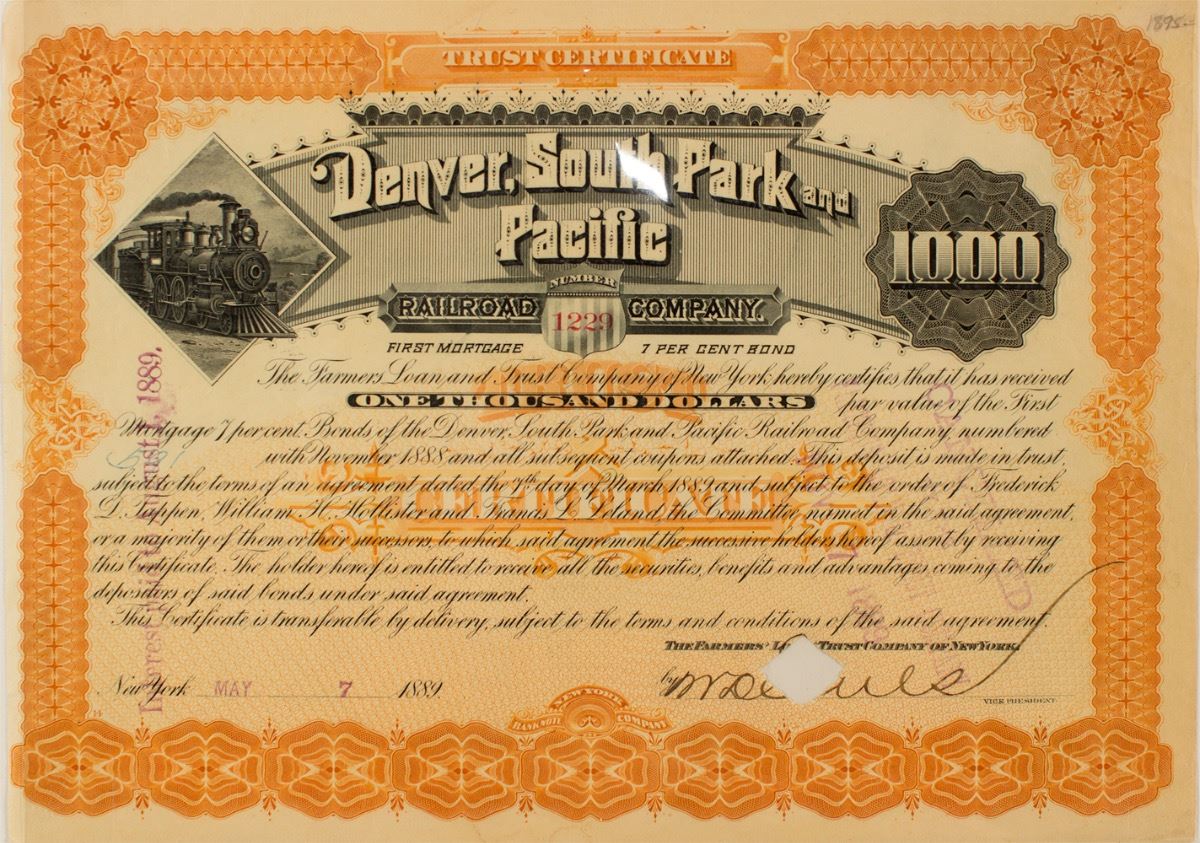 1895-
TRUST CERTIFICATE
Denver, South Park and
Pacific
1000
NUMBER
RAILROAD 1229 COMPANY.
FIRST MORTGAGE 7 PER CENT BOND
The Farmers Loan and Trust Company of New York hereby certifies that it has received
ONE THOUSAND DOLLARS par value of the First
Mortgage 7 per cent Bonds of the Denver, South Park and Pacific Railroad Company, numbered
with November 1888 and all subsequent coupons attached. This deposit is made in trust,
subject to the terms of an agreement dated the 7th day of March 1889 and subject to the order of Frederick
D. Tappen, William H. Hollister and the Committee, named in the said agreement,
or a majority of them or their successors, to which said agreement the successive holders hereof assent by receiving
this Certificate. The holder hereof is entitled to receive all the securities, benefits and advantages coming to the
depositors of said bonds under said agreement.
This Certificate is transferable by delivery, subject to the terms and conditions of the said agreement.
THE FARMERS' TRUST COMPANY OF NEW YORK,
New York MAY 7 1889 by
VICE PRESIDENT
NEW YORK
BANK NOTE COMPANY
Interest paid to August 1, 1889.